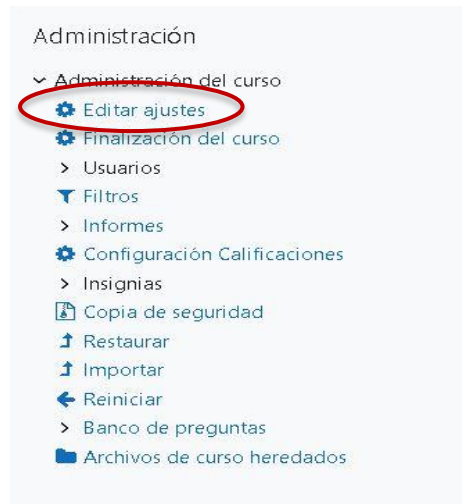 Administración
Administración del curso
Editar ajustes
Finalización del curso
Usuarios
Filtros
Informes
Configuración Calificaciones
Insignias
Copia de seguridad
Restaurar
Importar
Reiniciar
Banco de preguntas
Archivos de curso heredados